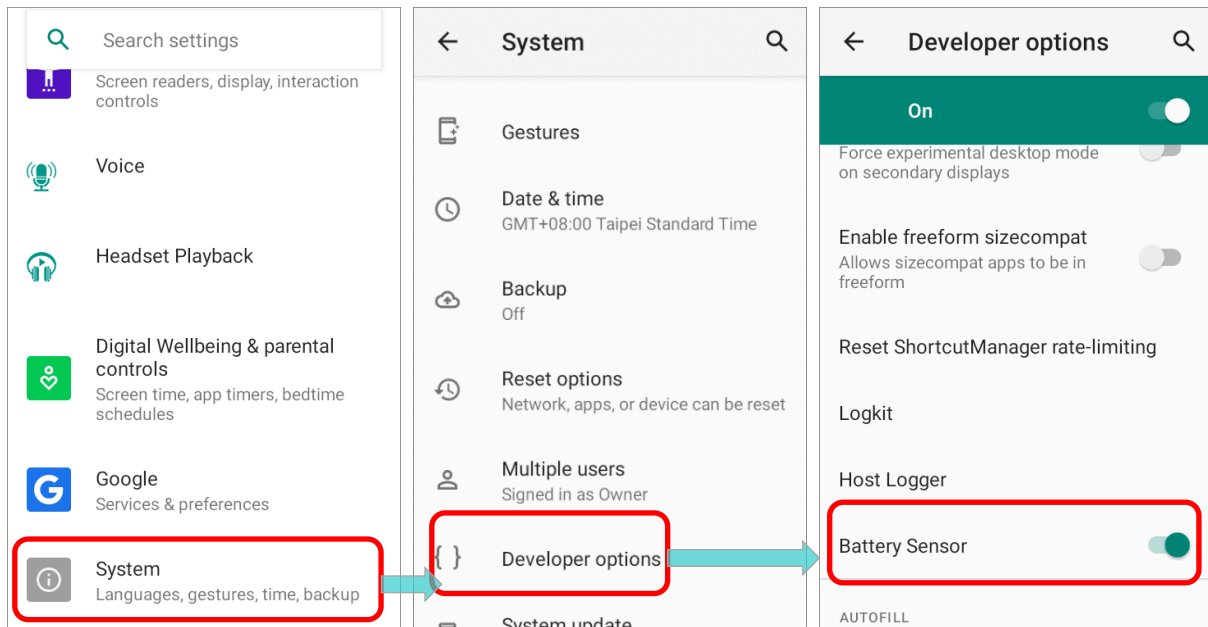 Search settings
Screen readers, display, interaction
controls
Voice
Headset Playback
Digital Wellbeing & parental
controls
Screen time, app timers, bedtime
schedules
Google
Services & preferences
System
Languages, gestures, time, backup
System
Gestures
Date & time
GMT+08:00 Taipei Standard Time
Backup
Off
Reset options
Network, apps, or device can be reset
Multiple users
Signed in as Owner
Developer options
System update
Developer options
On
Force experimental desktop mode
on secondary displays
Enable freeform sizecompat
Allows sizecompat apps to be in
freeform
Reset ShortcutManager rate-limiting
Logkit
Host Logger
Battery Sensor
AUTOFILL